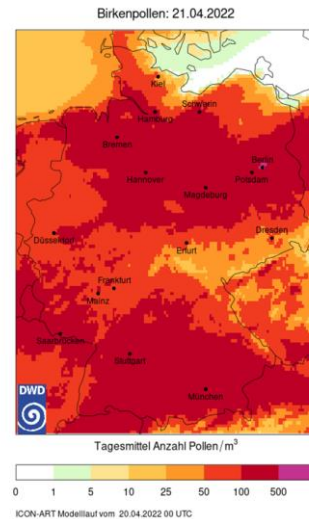 Birkenpollen: 21.04.2022
Kiel
Schwerin
Hamburg
Bremen
Berlin
Hannover
Potsdam
Magdeburg
Düsseldorf
Dresden
Erfurt
Frankfurt
Mainz
Saarbrücken
Stuttgart
München
DWD
Tagesmittel Anzahl Pollen/m³
0 1 5 10 25 50 100 500
ICON-ART Modelllauf vom 20.04.2022 00 UTC